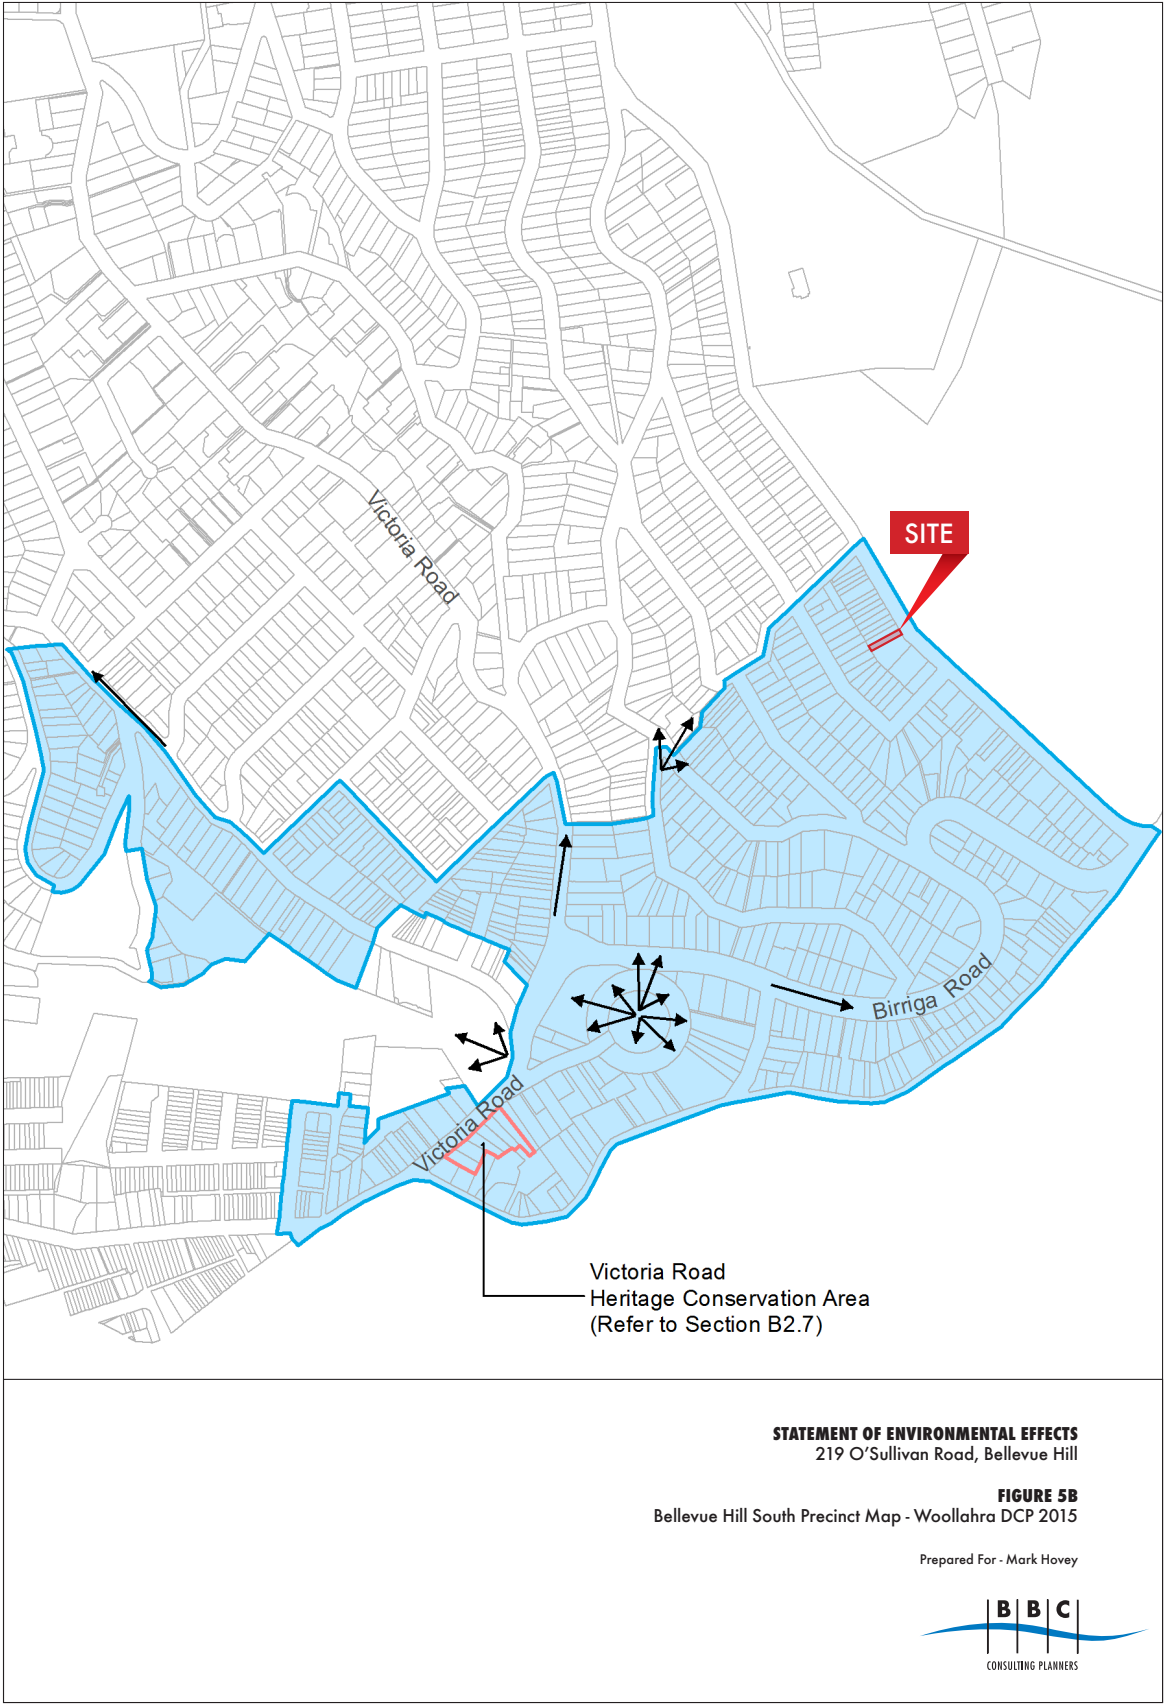 Victoria Road
SITE
Birriga Road
Victoria Road
Victoria Road
Heritage Conservation Area
(Refer to Section B2.7)
STATEMENT OF ENVIRONMENTAL EFFECTS
219 O'Sullivan Road, Bellevue Hill
FIGURE 5B
Bellevue Hill South Precinct Map - Woollahra DCP 2015
Prepared For - Mark Hovey
BBC
CONSULTING PLANNERS